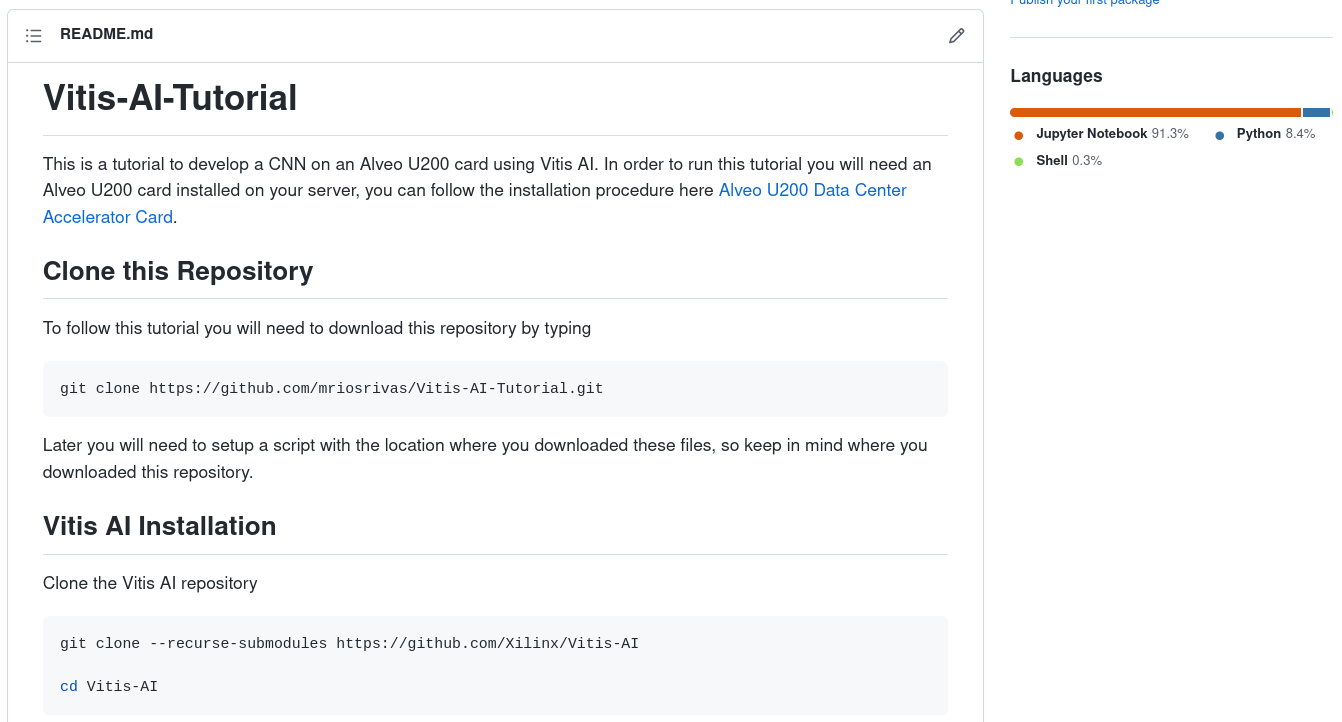 README.md
Vitis-AI-Tutorial
This is a tutorial to develop a CNN on an Alveo U200 card using Vitis AI. In order to run this tutorial you will need an
Alveo U200 card installed on your server, you can follow the installation procedure here Alveo U200 Data Center
Accelerator Card.
Clone this Repository
To follow this tutorial you will need to download this repository by typing
git clone https://github.com/mriosrivas/Vitis-AI-Tutorial.git
Later you will need to setup a script with the location where you downloaded these files, so keep in mind where you
downloaded this repository.
Vitis AI Installation
Clone the Vitis AI repository
git clone --recurse-submodules https://github.com/Xilinx/Vitis-AI
cd Vitis-AI
Publish your first package
Languages
Jupyter Notebook 91.3% Python 8.4%
Shell 0.3%